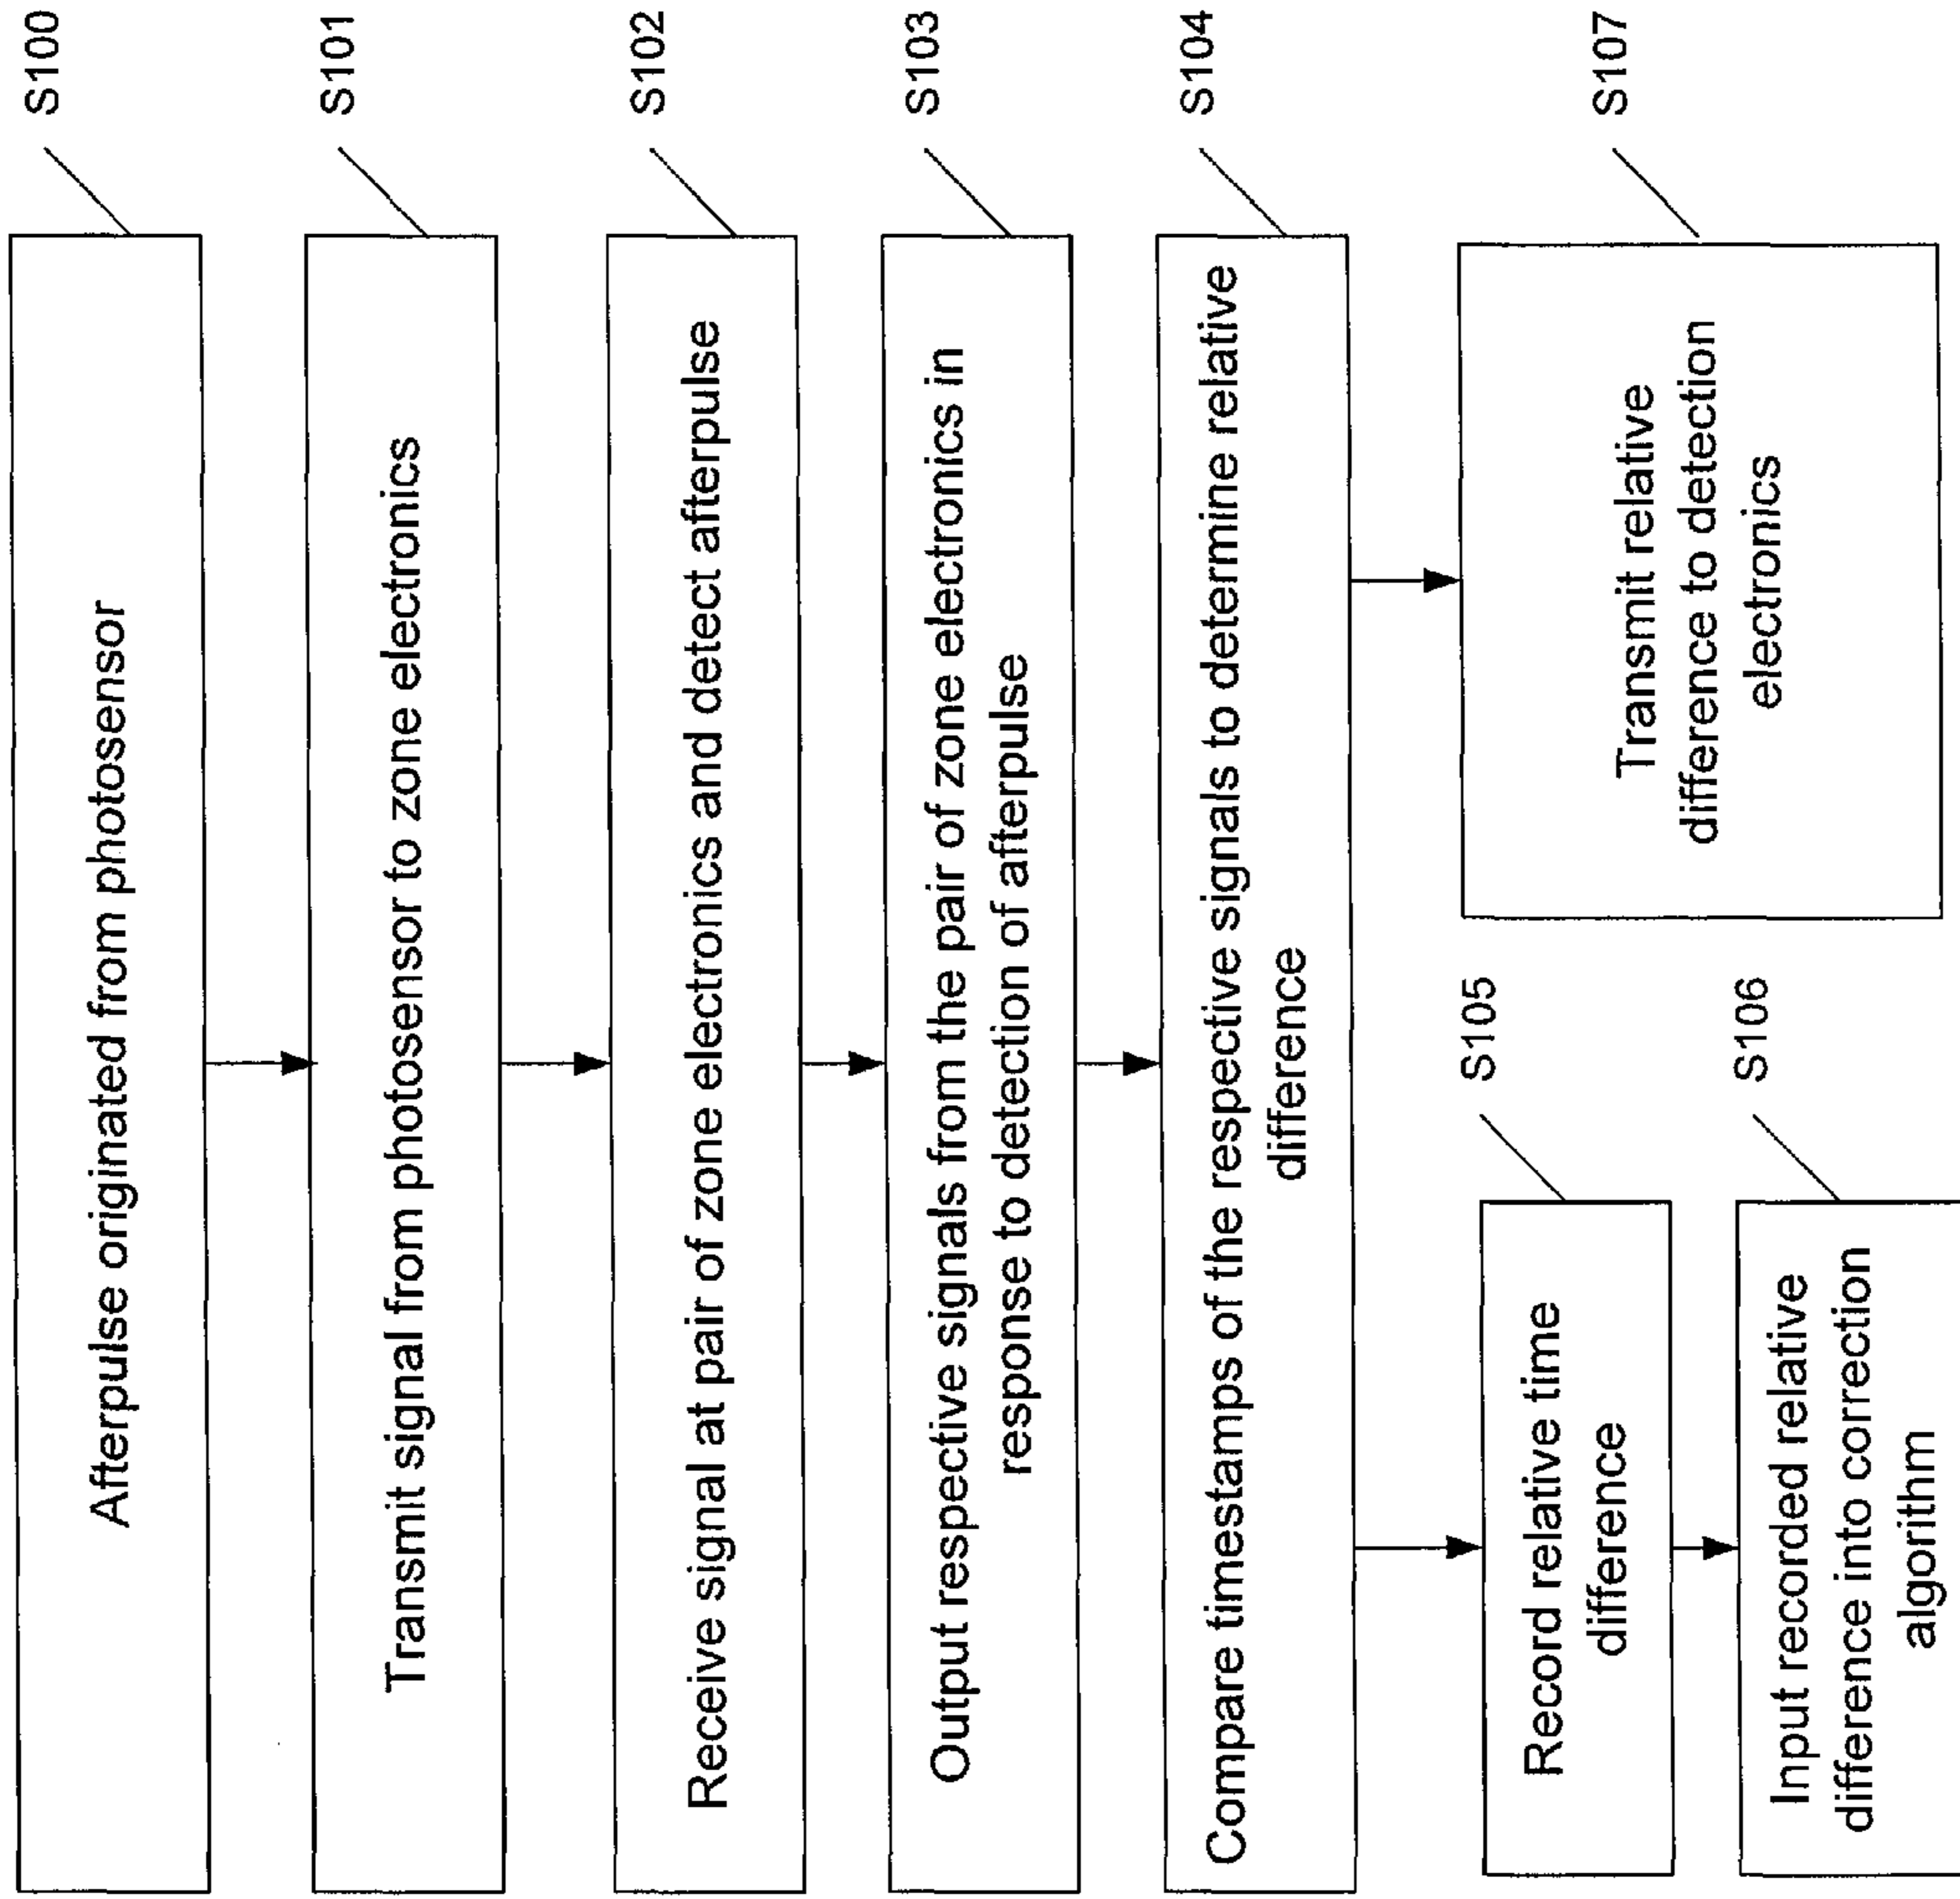 Afterpulse originated from photosensor
S100
Transmit signal from photosensor to zone electronics
S101
Receive signal at pair of zone electronics and detect afterpulse
S102
Output respective signals from the pair of zone electronics in
response to detection of afterpulse
S103
Compare timestamps of the respective signals to determine relative
difference
S104
Record relative time
difference
S105
Input recorded relative
difference into correction
algorithm
S106
Transmit relative
difference to detection
electronics
S107